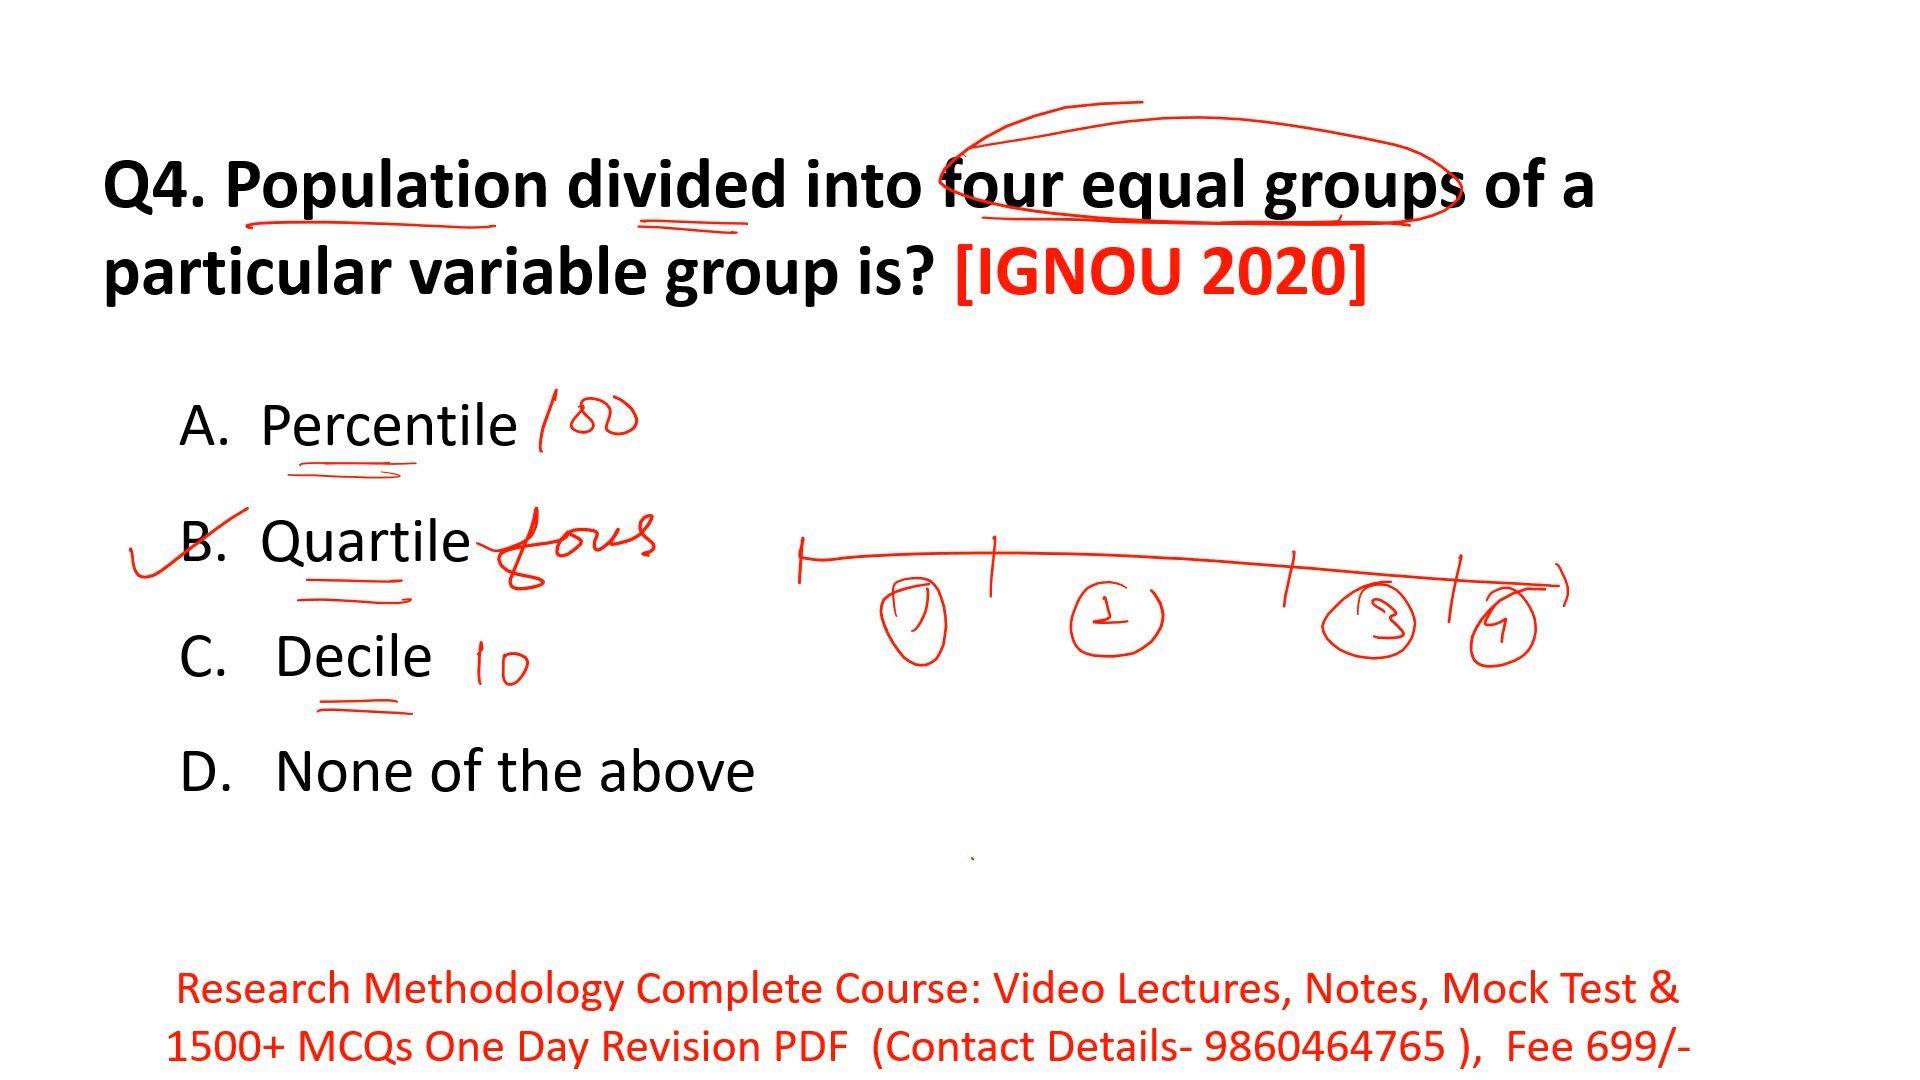 Q4. Population divided into four equal groups of a
particular variable group is? [IGNOU 2020]
A. Percentile 100
B. Quartile four
C. Decile 10
D. None of the above
1 2 3 4
Research Methodology Complete Course: Video Lectures, Notes, Mock Test &
1500+ MCQs One Day Revision PDF (Contact Details- 9860464765 ), Fee 699/-